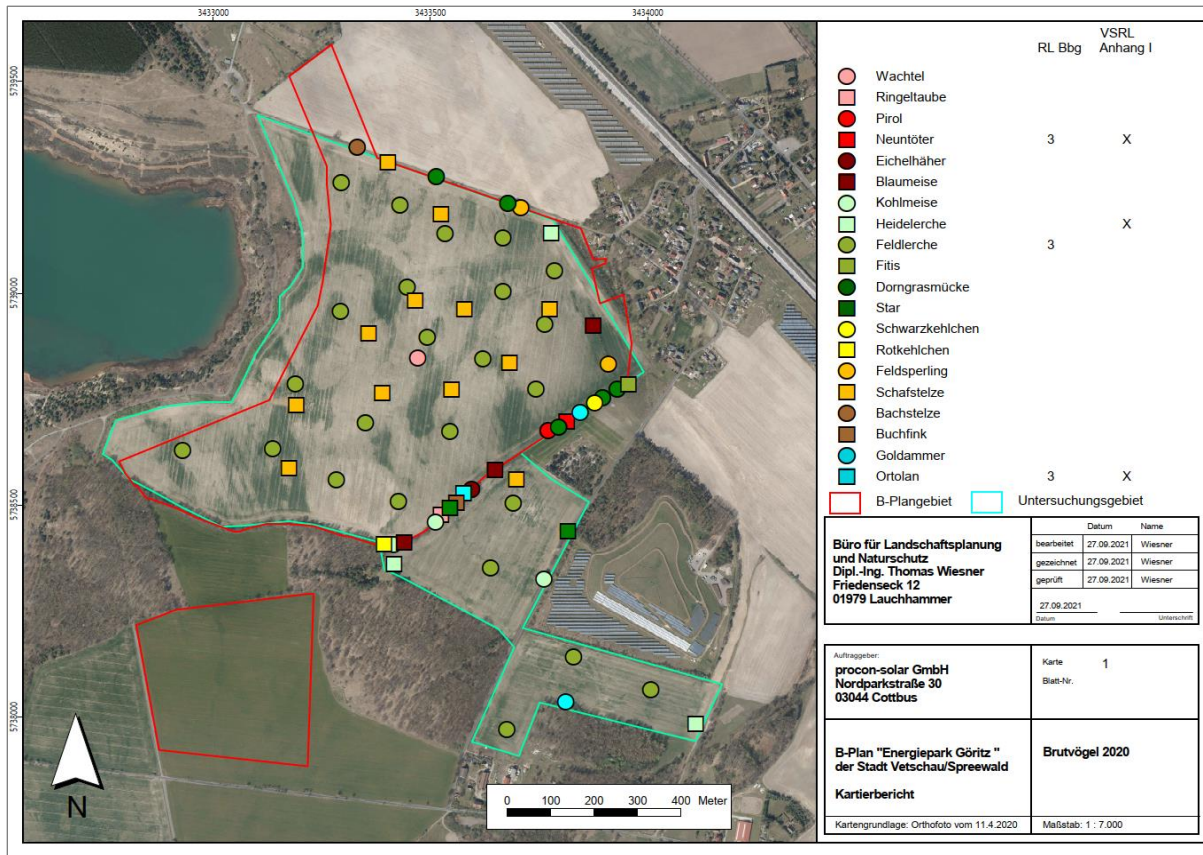 3433000
3433500
3434000
5739500
5739000
5738500
5738000
N
0 100 200 300 400 Meter
VSRL
RL Bbg Anhang I
Wachtel
Ringeltaube
Pirol
Neuntöter 3 X
Eichelhäher
Blaumeise
Kohlmeise
Heidelerche X
Feldlerche 3
Fitis
Dorngrasmücke
Star
Schwarzkehlchen
Rotkehlchen
Feldsperling
Schafstelze
Bachstelze
Buchfink
Goldammer
Ortolan 3 X
B-Plangebiet Untersuchungsgebiet
Büro für Landschaftsplanung
und Naturschutz
Dipl.-Ing. Thomas Wiesner
Friedenseck 12
01979 Lauchhammer
Datum Name
bearbeitet 27.09.2021 Wiesner
gezeichnet 27.09.2021 Wiesner
geprüft 27.09.2021 Wiesner
27.09.2021
Datum Unterschrift
Auftraggeber:
procon-solar GmbH
Nordparkstraße 30
03044 Cottbus
Karte 1
Blatt-Nr.
B-Plan "Energiepark Göritz "
der Stadt Vetschau/Spreewald
Kartierbericht
Brutvögel 2020
Kartengrundlage: Orthofoto vom 11.4.2020
Maßstab: 1 : 7.000